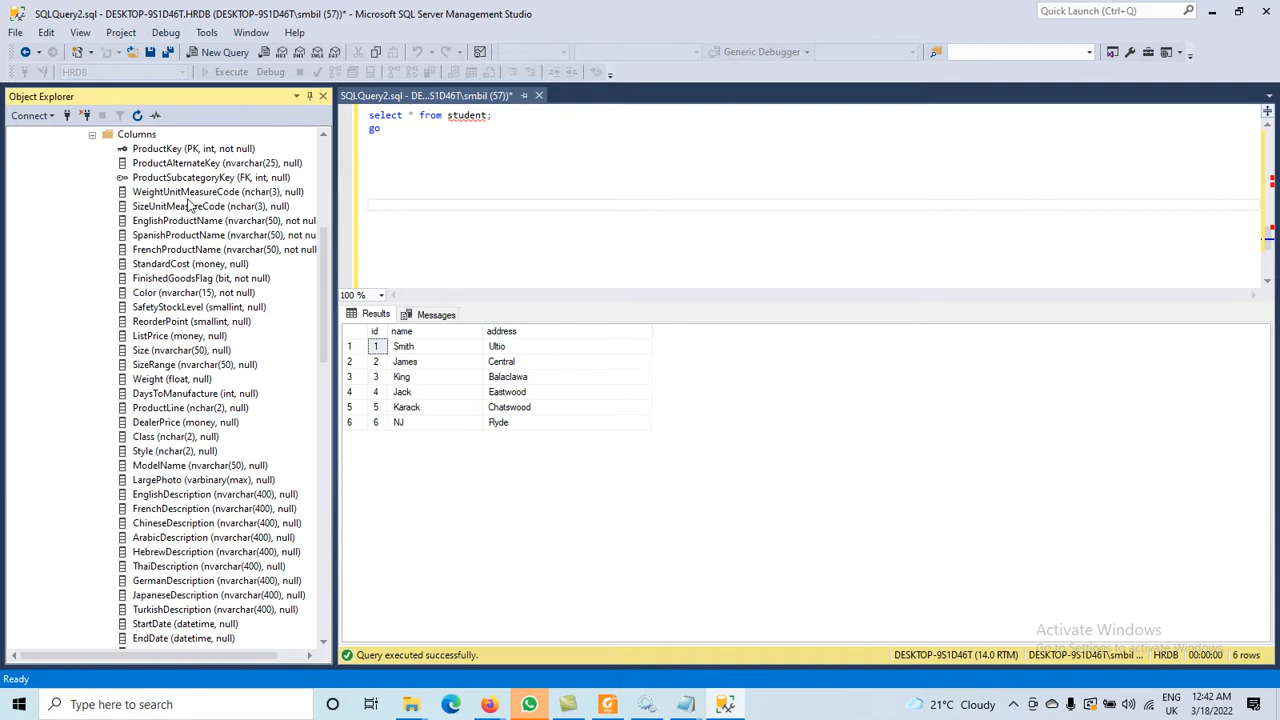 SQLQuery2.sql - DESKTOP-9S1D46T.HRDB (DESKTOP-9S1D46T\smbil (57))* - Microsoft SQL Server Management Studio
Quick Launch (Ctrl+Q)
File Edit View Project Debug Tools Window Help
New Query
Generic Debugger
HRDB
Execute Debug
Object Explorer
SQLQuery2.sql - DE...S1D46T\smbil (57))*
Connect
select * from student;
go
Columns
ProductKey (PK, int, not null)
ProductAlternateKey (nvarchar(25), null)
ProductSubcategoryKey (FK, int, null)
WeightUnitMeasureCode (nchar(3), null)
SizeUnitMeasureCode (nchar(3), null)
EnglishProductName (nvarchar(50), not nul
SpanishProductName (nvarchar(50), not nu
FrenchProductName (nvarchar(50), not null
StandardCost (money, null)
FinishedGoodsFlag (bit, not null)
Color (nvarchar(15), not null)
SafetyStockLevel (smallint, null)
ReorderPoint (smallint, null)
ListPrice (money, null)
Size (nvarchar(50), null)
SizeRange (nvarchar(50), null)
Weight (float, null)
DaysToManufacture (int, null)
ProductLine (nchar(2), null)
DealerPrice (money, null)
Class (nchar(2), null)
Style (nchar(2), null)
ModelName (nvarchar(50), null)
LargePhoto (varbinary(max), null)
EnglishDescription (nvarchar(400), null)
FrenchDescription (nvarchar(400), null)
ChineseDescription (nvarchar(400), null)
ArabicDescription (nvarchar(400), null)
HebrewDescription (nvarchar(400), null)
ThaiDescription (nvarchar(400), null)
GermanDescription (nvarchar(400), null)
JapaneseDescription (nvarchar(400), null)
TurkishDescription (nvarchar(400), null)
StartDate (datetime, null)
EndDate (datetime, null)
100 %
Results Messages
id name address
1 1 Smith Ultio
2 2 James Central
3 3 King Balaclawa
4 4 Jack Eastwood
5 5 Karack Chatswood
6 6 NJ Ryde
Activate Windows
Go to Settings to activate Windows.
Query executed successfully. DESKTOP-9S1D46T (14.0 RTM) DESKTOP-9S1D46T\smbil ... HRDB 00:00:00 6 rows
Ready
Type here to search
21°C Cloudy
ENG
UK
12:42 AM
3/18/2022